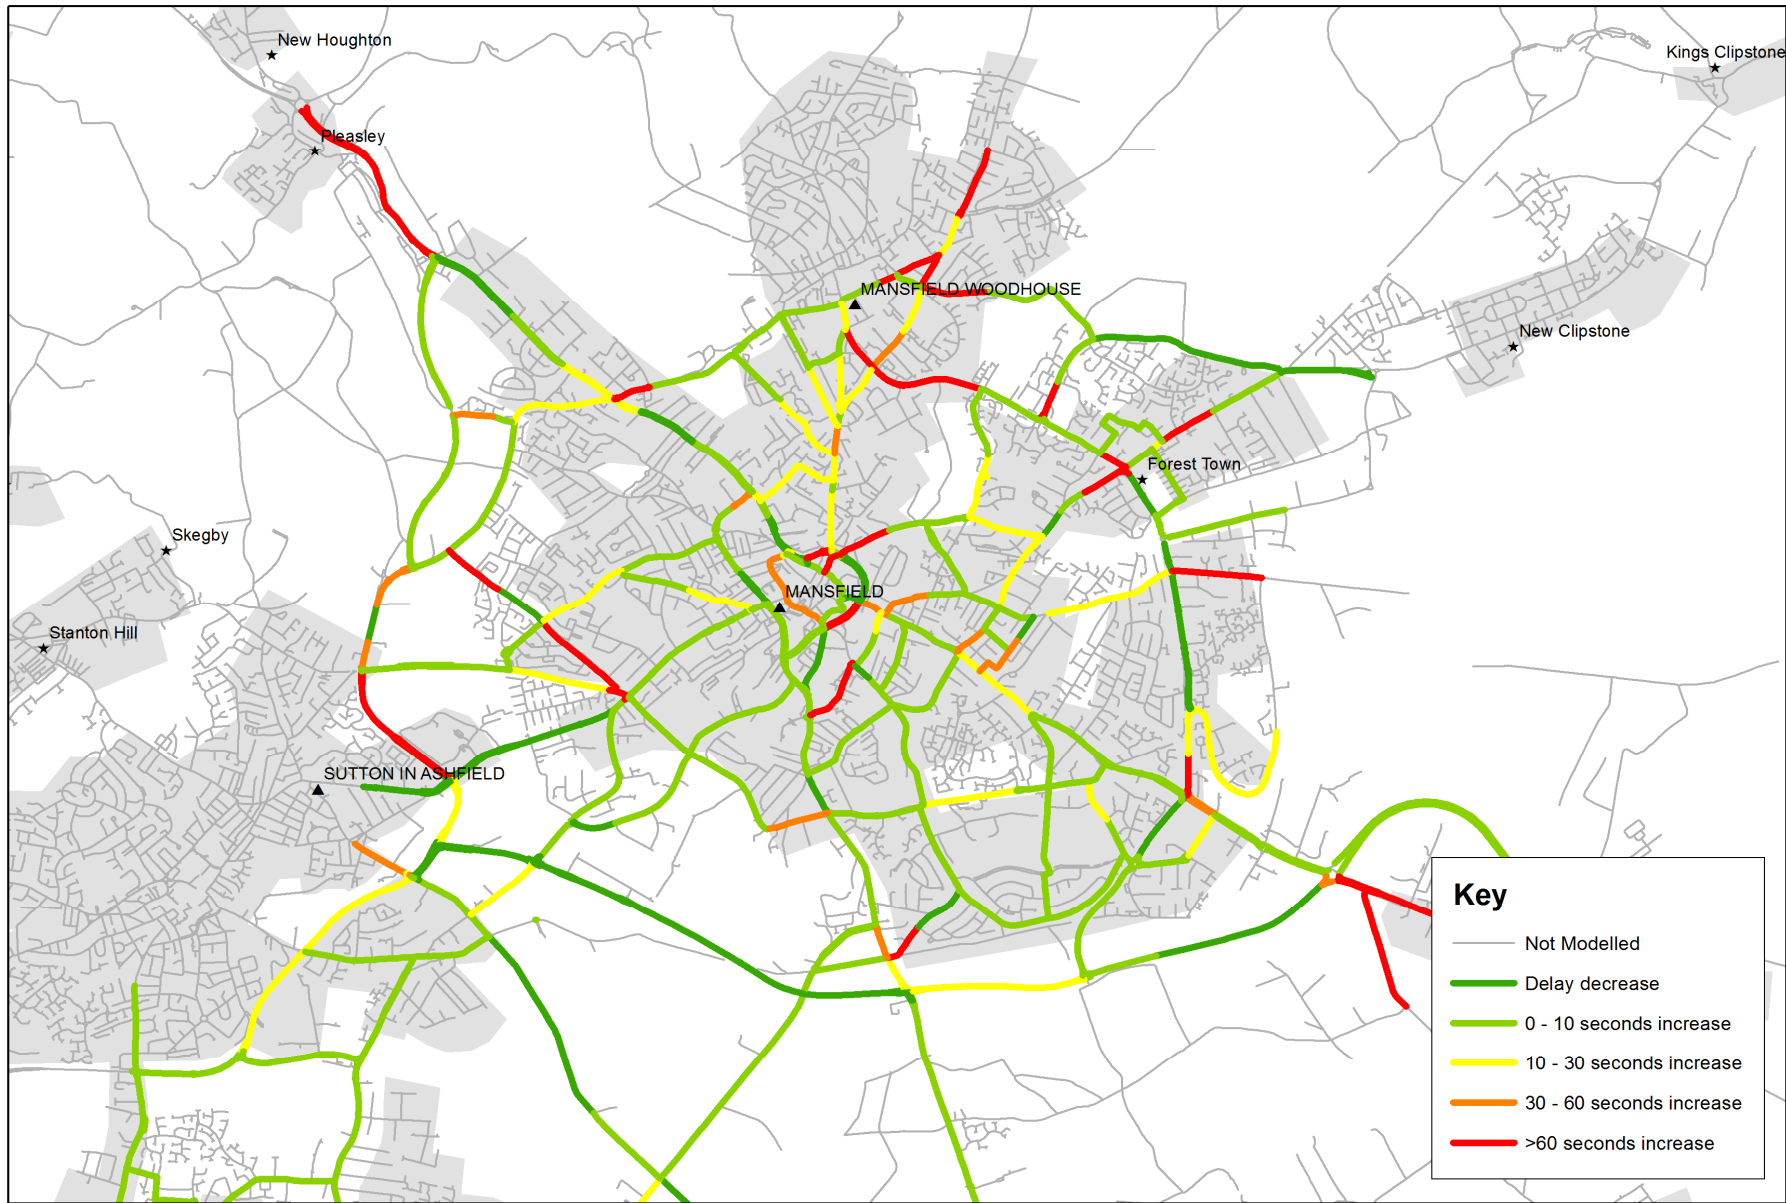 New Houghton
Kings Clipstone
Pleasley
MANSFIELD WOODHOUSE
New Clipstone
Forest Town
Skegby
MANSFIELD
Stanton Hill
SUTTON IN ASHFIELD
Key
Not Modelled
Delay decrease
0 - 10 seconds increase
10 - 30 seconds increase
30 - 60 seconds increase
>60 seconds increase